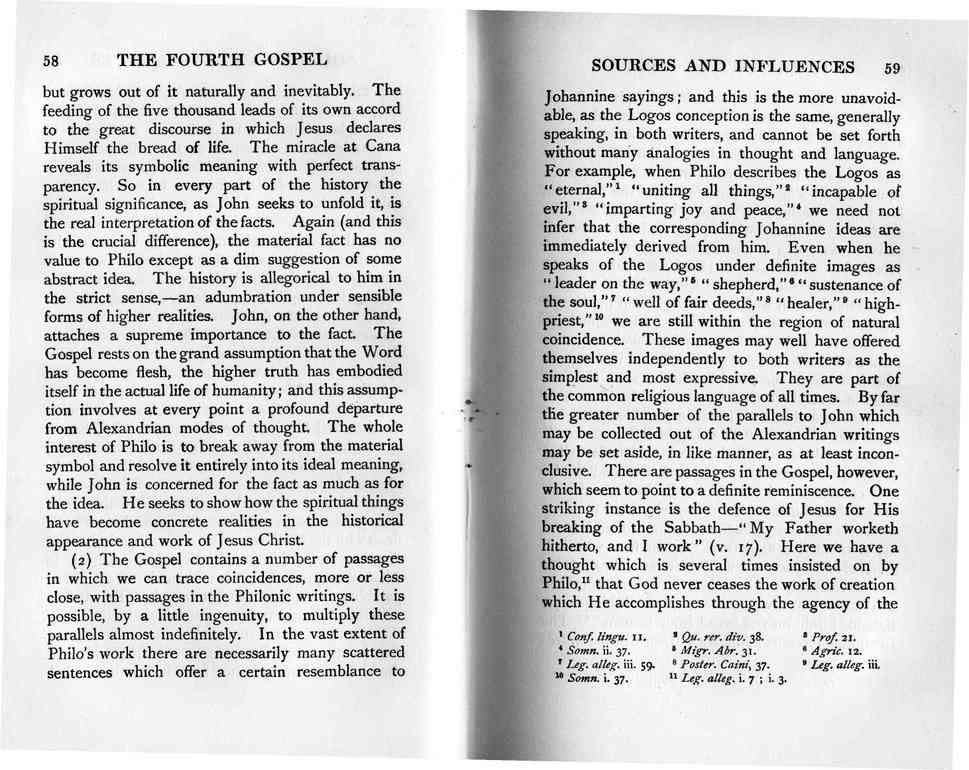 58 THE FOURTH GOSPEL
but grows out of it naturally and inevitably. The
feeding of the five thousand leads of its own accord
to the great discourse in which Jesus declares
Himself the bread of life. The miracle at Cana
reveals its symbolic meaning with perfect trans-
parency. So in every part of the history the
spiritual significance, as John seeks to unfold it, is
the real interpretation of the facts. Again (and this
is the crucial difference), the material fact has no
value to Philo except as a dim suggestion of some
abstract idea. The history is allegorical to him in
the strict sense,—an adumbration under sensible
forms of higher realities. John, on the other hand,
attaches a supreme importance to the fact. The
Gospel rests on the grand assumption that the Word
has become flesh, the higher truth has embodied
itself in the actual life of humanity; and this assump-
tion involves at every point a profound departure
from Alexandrian modes of thought. The whole
interest of Philo is to break away from the material
symbol and resolve it entirely into its ideal meaning,
while John is concerned for the fact as much as for
the idea. He seeks to show how the spiritual things
have become concrete realities in the historical
appearance and work of Jesus Christ.
(2) The Gospel contains a number of passages
in which we can trace coincidences, more or less
close, with passages in the Philonic writings. It is
possible, by a little ingenuity, to multiply these
parallels almost indefinitely. In the vast extent of
Philo's work there are necessarily many scattered
sentences which offer a certain resemblance to
SOURCES AND INFLUENCES 59
Johannine sayings; and this is the more unavoid-
able, as the Logos conception is the same, generally
speaking, in both writers, and cannot be set forth
without many analogies in thought and language.
For example, when Philo describes the Logos as
"eternal,"¹ "uniting all things,"² "incapable of
evil,"³ "imparting joy and peace,"⁴ we need not
infer that the corresponding Johannine ideas are
immediately derived from him. Even when he
speaks of the Logos under definite images as
"leader on the way,"⁵ "shepherd,"⁶ "sustenance of
the soul,"⁷ "well of fair deeds,"⁸ "healer,"⁹ "high-
priest,"¹⁰ we are still within the region of natural
coincidence. These images may well have offered
themselves independently to both writers as the
simplest and most expressive. They are part of
the common religious language of all times. By far
the greater number of the parallels to John which
may be collected out of the Alexandrian writings
may be set aside, in like manner, as at least incon-
clusive. There are passages in the Gospel, however,
which seem to point to a definite reminiscence. One
striking instance is the defence of Jesus for His
breaking of the Sabbath—"My Father worketh
hitherto, and I work" (v. 17). Here we have a
thought which is several times insisted on by
Philo,¹¹ that God never ceases the work of creation
which He accomplishes through the agency of the
¹ Conf. lingu. 11. ² Qu. rer. div. 38. ³ Prof. 21.
⁴ Somn. ii. 37. ⁵ Migr. Abr. 31. ⁶ Agric. 12.
⁷ Leg. alleg. iii. 59. ⁸ Poster. Caini, 37. ⁹ Leg. alleg. iii.
¹⁰ Somn. i. 37. ¹¹ Leg. alleg. i. 7 ; i. 3.